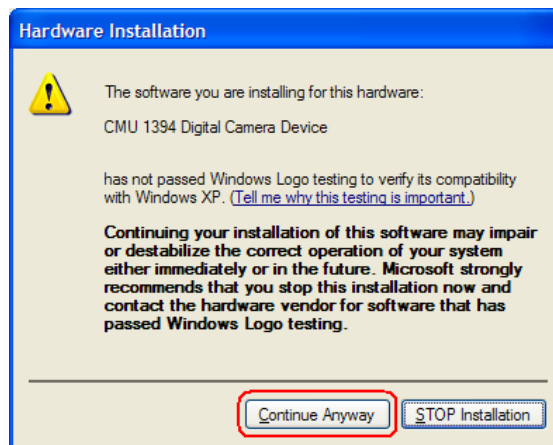 Hardware Installation
The software you are installing for this hardware:
CMU 1394 Digital Camera Device
has not passed Windows Logo testing to verify its compatibility
with Windows XP. (Tell me why this testing is important.)
Continuing your installation of this software may impair
or destabilize the correct operation of your system
either immediately or in the future. Microsoft strongly
recommends that you stop this installation now and
contact the hardware vendor for software that has
passed Windows Logo testing.
Continue Anyway
STOP Installation